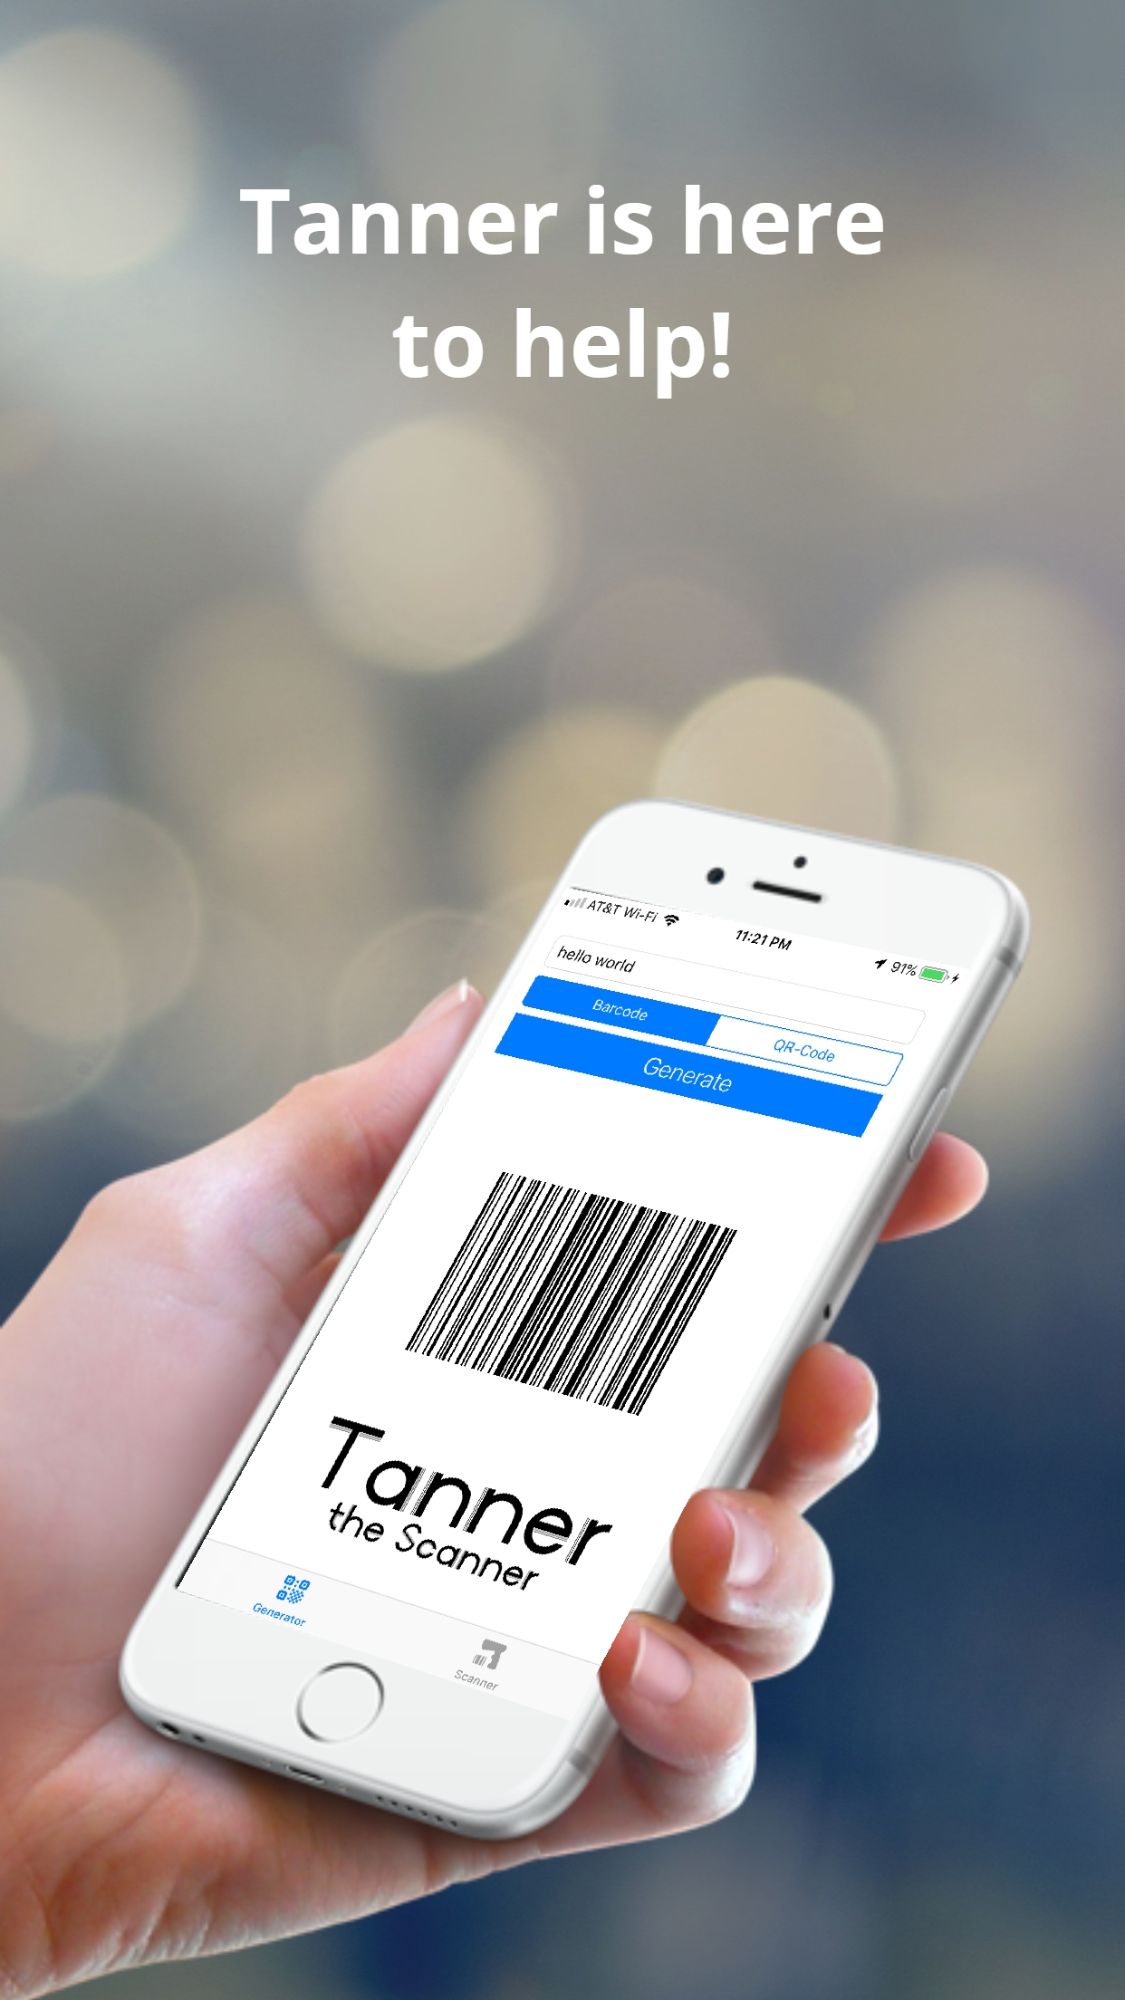 Tanner is here
to help!
AT&T Wi-Fi 11:21 PM 91%
hello world
Barcode QR-Code
Generate
Tanner
the Scanner
Generator Scanner